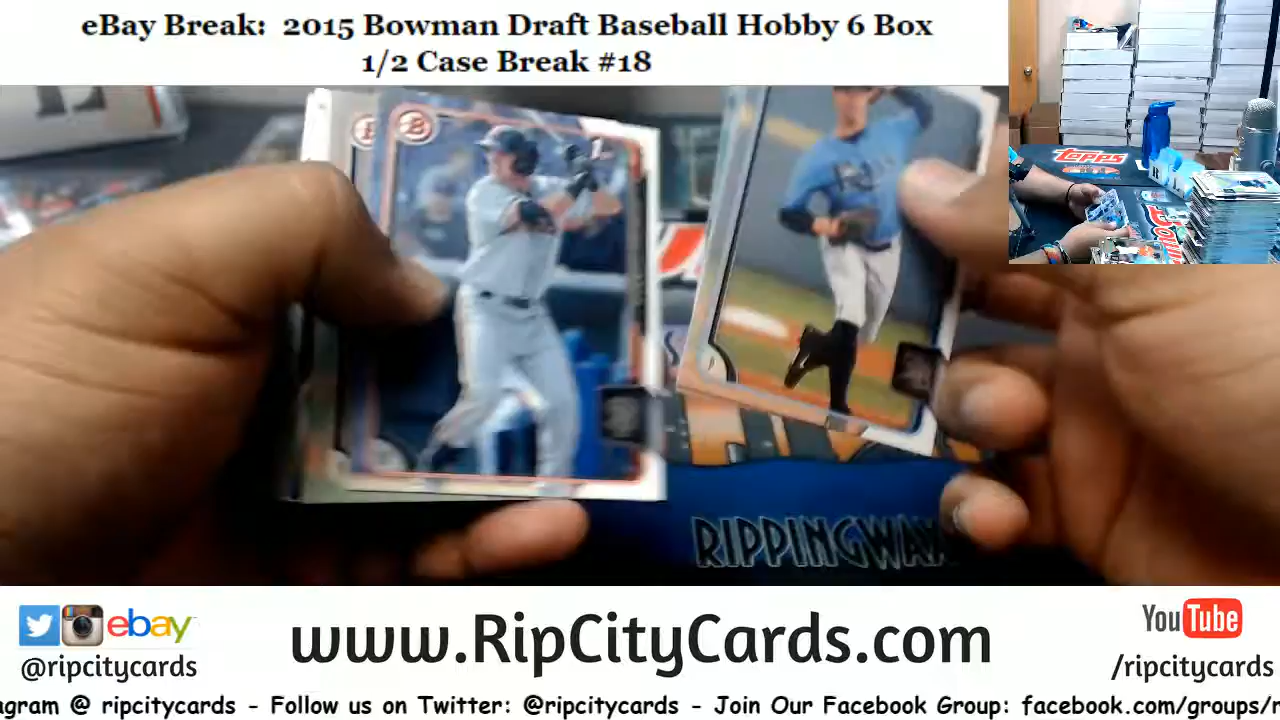 eBay Break: 2015 Bowman Draft Baseball Hobby 6 Box
1/2 Case Break #18
Topps
RIPPINGWAX
ebay
@ripcitycards
www.RipCityCards.com
YouTube
/ripcitycards
agram @ ripcitycards - Follow us on Twitter: @ripcitycards - Join Our Facebook Group: facebook.com/groups/r